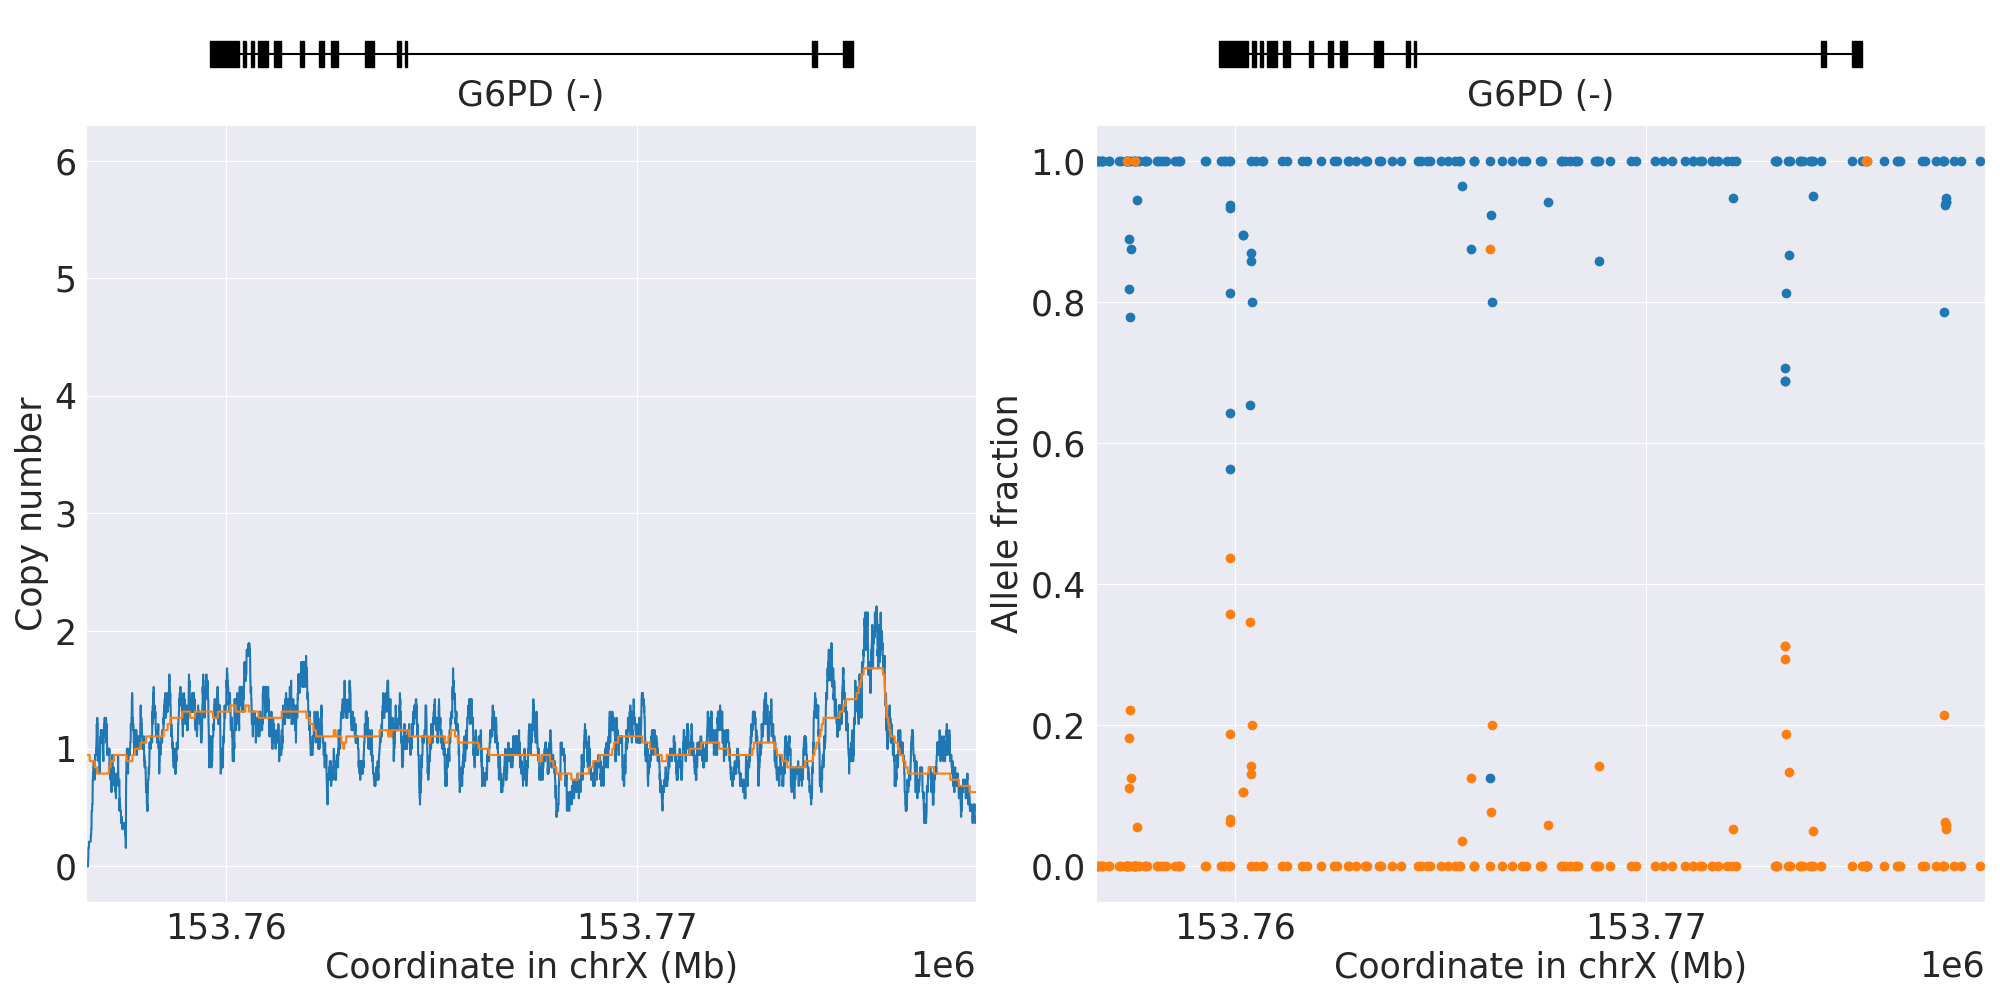 G6PD (-)
6
5
4
3
2
1
0
Copy number
153.76
153.77
Coordinate in chrX (Mb)
1e6
G6PD (-)
1.0
0.8
0.6
0.4
0.2
0.0
Allele fraction
153.76
153.77
Coordinate in chrX (Mb)
1e6